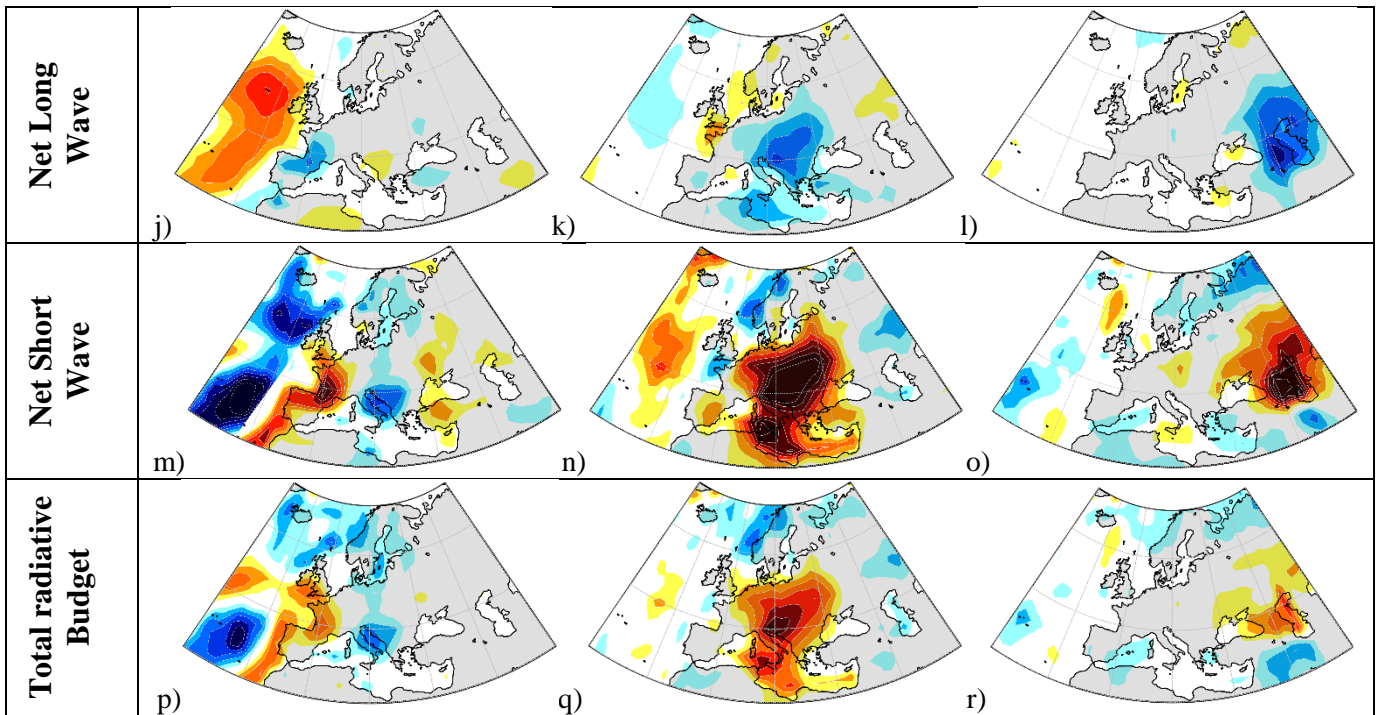 Net Long
Wave
j)
k)
l)
Net Short
Wave
m)
n)
o)
Total radiative
Budget
p)
q)
r)